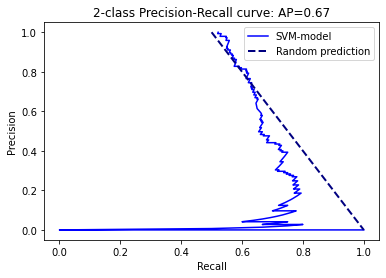 2-class Precision-Recall curve: AP=0.67
SVM-model
Random prediction
1.0
0.8
0.6
0.4
0.2
0.0
Precision
0.0 0.2 0.4 0.6 0.8 1.0
Recall